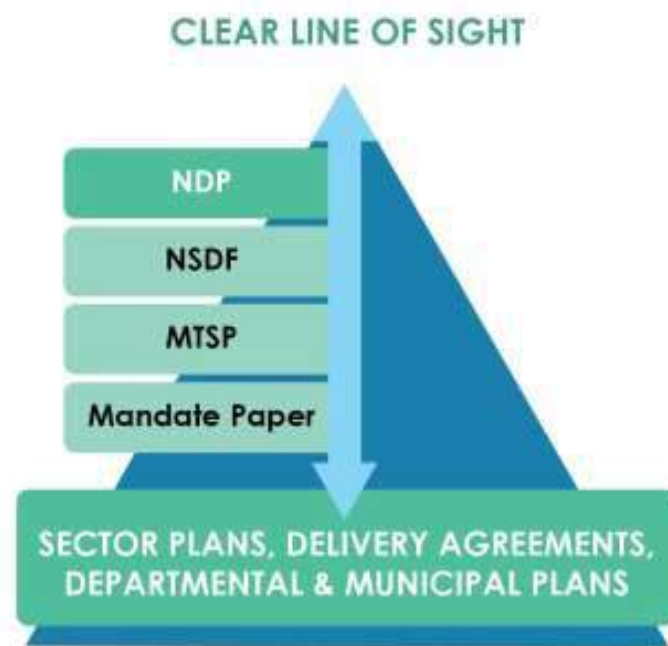 CLEAR LINE OF SIGHT
NDP
NSDF
MTSP
Mandate Paper
SECTOR PLANS, DELIVERY AGREEMENTS,
DEPARTMENTAL & MUNICIPAL PLANS